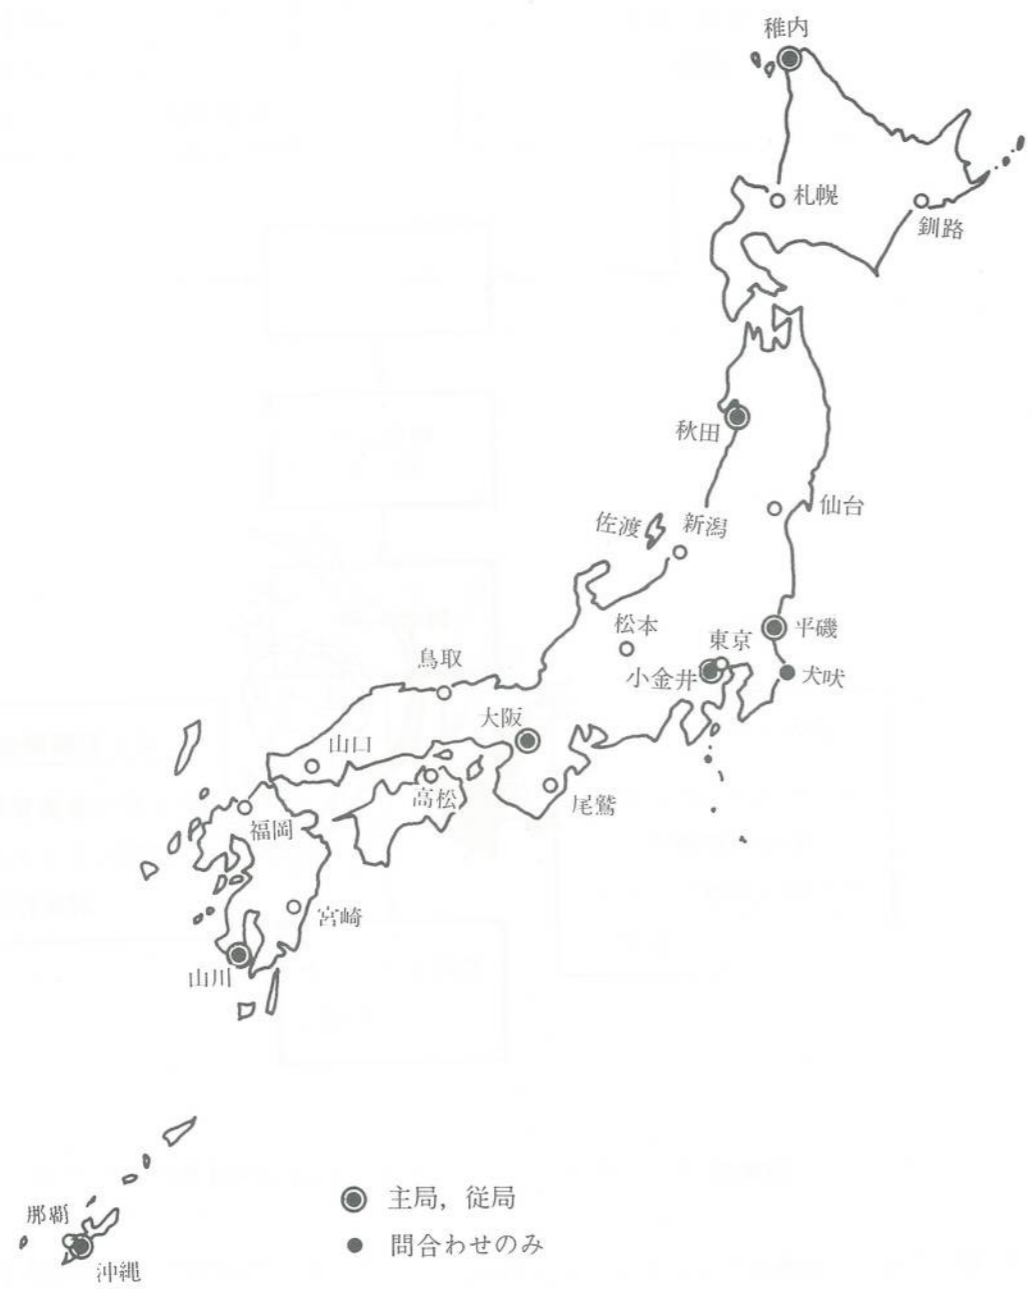 稚内
札幌
釧路
秋田
仙台
佐渡
新潟
松本
東京
平磯
小金井
犬吠
鳥取
大阪
山口
高松
尾鷲
福岡
宮崎
山川
那覇
沖縄
主局，従局
問合わせのみ